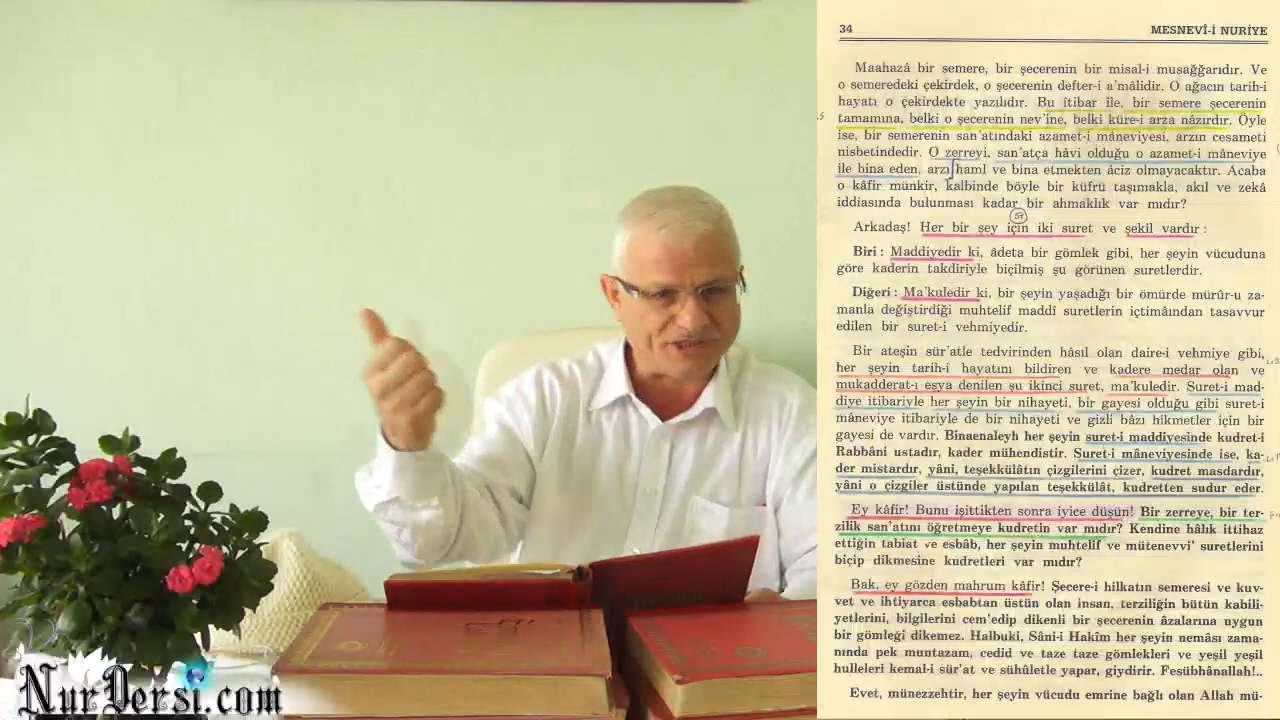 34
MESNEVÎ-İ NURİYE
Maahazâ bir semere, bir şecerenin bir misal-i musağğarıdır. Ve
o semeredeki çekirdek, o şecerenin defter-i a'mâlidir. O ağacın tarih-i
hayatı o çekirdekte yazılıdır. Bu itibar ile, bir semere şecerenin
tamamına, belki o şecerenin nev'ine, belki küre-i arza nâzırdır. Öyle
ise, bir semerenin san'atındaki azamet-i mâneviyesi, arzın cesameti
nisbetindedir. O zerreyi, san'atça hâvi olduğu o azamet-i mâneviye
ile bina eden, arzı haml ve bina etmekten âciz olmayacaktır. Acaba
o kâfir münkir, kalbinde böyle bir küfrü taşımakla, akıl ve zekâ
iddiasında bulunması kadar bir ahmaklık var mıdır?
Arkadaş! Her bir şey için iki suret ve şekil vardır :
Biri : Maddiyedir ki, âdeta bir gömlek gibi, her şeyin vücuduna
göre kaderin takdiriyle biçilmiş şu görünen suretlerdir.
Diğeri : Ma'kuledir ki, bir şeyin yaşadığı bir ömürde mürûr-u za-
manla değiştirdiği muhtelif maddî suretlerin içtimâından tasavvur
edilen bir suret-i vehmiyedir.
Bir ateşin sür'atle tedvirinden hâsıl olan daire-i vehmiye gibi,
her şeyin tarih-i hayatını bildiren ve kadere medar olan ve
mukadderat-ı eşya denilen şu ikinci suret, ma'kuledir. Suret-i mad-
diye itibariyle her şeyin bir nihayeti, bir gayesi olduğu gibi suret-i
mâneviye itibariyle de bir nihayeti ve gizli bâzı hikmetler için bir
gayesi de vardır. Binaenaleyh her şeyin suret-i maddiyesinde kudret-i
Rabbâni ustadır, kader mühendistir. Suret-i mâneviyesinde ise, ka-
der mistardır, yâni, teşekkülâtın çizgilerini çizer, kudret masdardır,
yâni o çizgiler üstünde yapılan teşekkülât, kudretten sudur eder.
Ey kâfir! Bunu işittikten sonra iyice düşün! Bir zerreye, bir ter-
zilik san'atını öğretmeye kudretin var mıdır? Kendine hâlık ittihaz
ettiğin tabiat ve esbâb, her şeyin muhtelif ve mütenevvi' suretlerini
biçip dikmesine kudretleri var mıdır?
Bak, ey gözden mahrum kâfir! Şecere-i hilkatın semeresi ve kuv-
vet ve ihtiyarca esbabtan üstün olan insan, terziliğin bütün kabili-
yetlerini, bilgilerini cem'edip dikenli bir şecerenin âzalarına uygun
bir gömleği dikemez. Halbuki, Sâni-i Hakîm her şeyin neması zama-
nında pek muntazam, cedid ve taze taze gömlekleri ve yeşil yeşil
hulleleri kemal-i sür'at ve sühûletle yapar, giydirir. Fesübhânallah!..
Evet, münezzehtir, her şeyin vücudu emrine bağlı olan Allah mü-
NurDersi.com